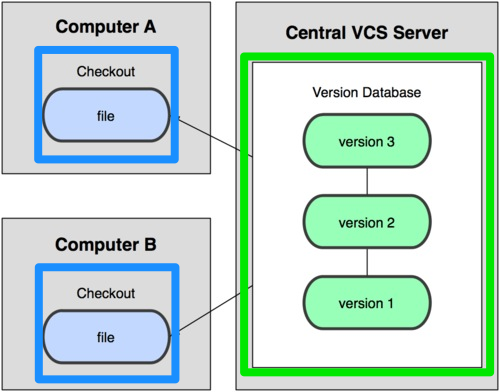 Computer A
Checkout
file
Computer B
Checkout
file
Central VCS Server
Version Database
version 3
version 2
version 1